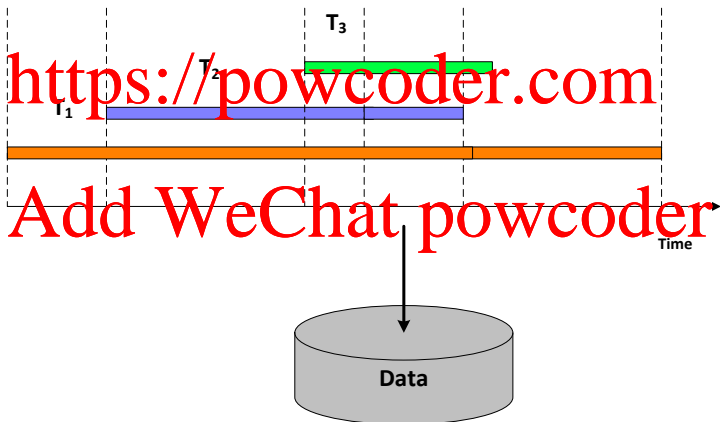 T3
https://powcoder.com
T2
T1
Add WeChat powcoder
Time
Data